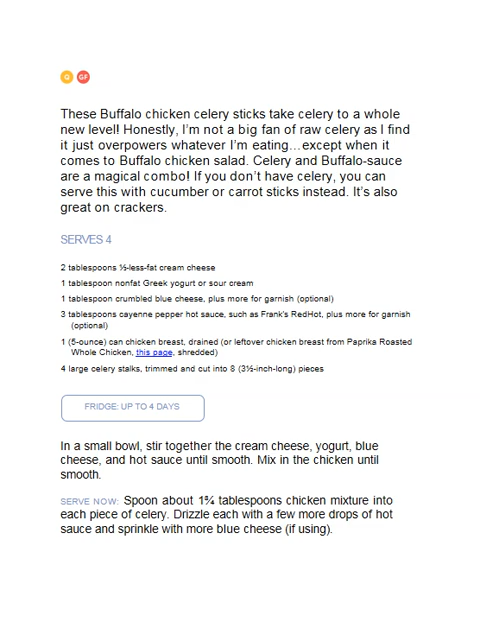 Q GF
These Buffalo chicken celery sticks take celery to a whole
new level! Honestly, I'm not a big fan of raw celery as I find
it just overpowers whatever I'm eating…except when it
comes to Buffalo chicken salad. Celery and Buffalo-sauce
are a magical combo! If you don't have celery, you can
serve this with cucumber or carrot sticks instead. It's also
great on crackers.
SERVES 4
2 tablespoons ⅓-less-fat cream cheese
1 tablespoon nonfat Greek yogurt or sour cream
1 tablespoon crumbled blue cheese, plus more for garnish (optional)
3 tablespoons cayenne pepper hot sauce, such as Frank's RedHot, plus more for garnish
(optional)
1 (5-ounce) can chicken breast, drained (or leftover chicken breast from Paprika Roasted
Whole Chicken, this page, shredded)
4 large celery stalks, trimmed and cut into 8 (3½-inch-long) pieces
FRIDGE: UP TO 4 DAYS
In a small bowl, stir together the cream cheese, yogurt, blue
cheese, and hot sauce until smooth. Mix in the chicken until
smooth.
SERVE NOW: Spoon about 1¾ tablespoons chicken mixture into
each piece of celery. Drizzle each with a few more drops of hot
sauce and sprinkle with more blue cheese (if using).